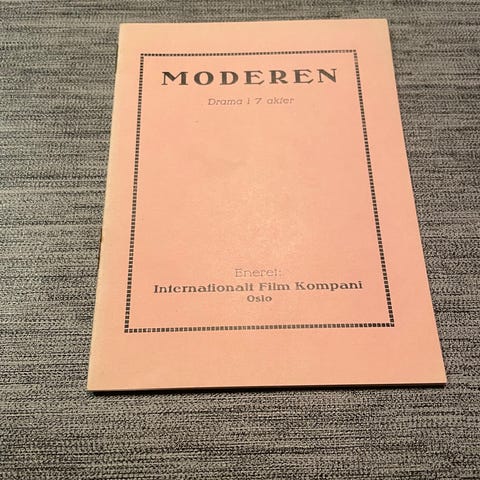 MODEREN
Drama i 7 akter
Eneret:
Internationalt Film Kompani
Oslo